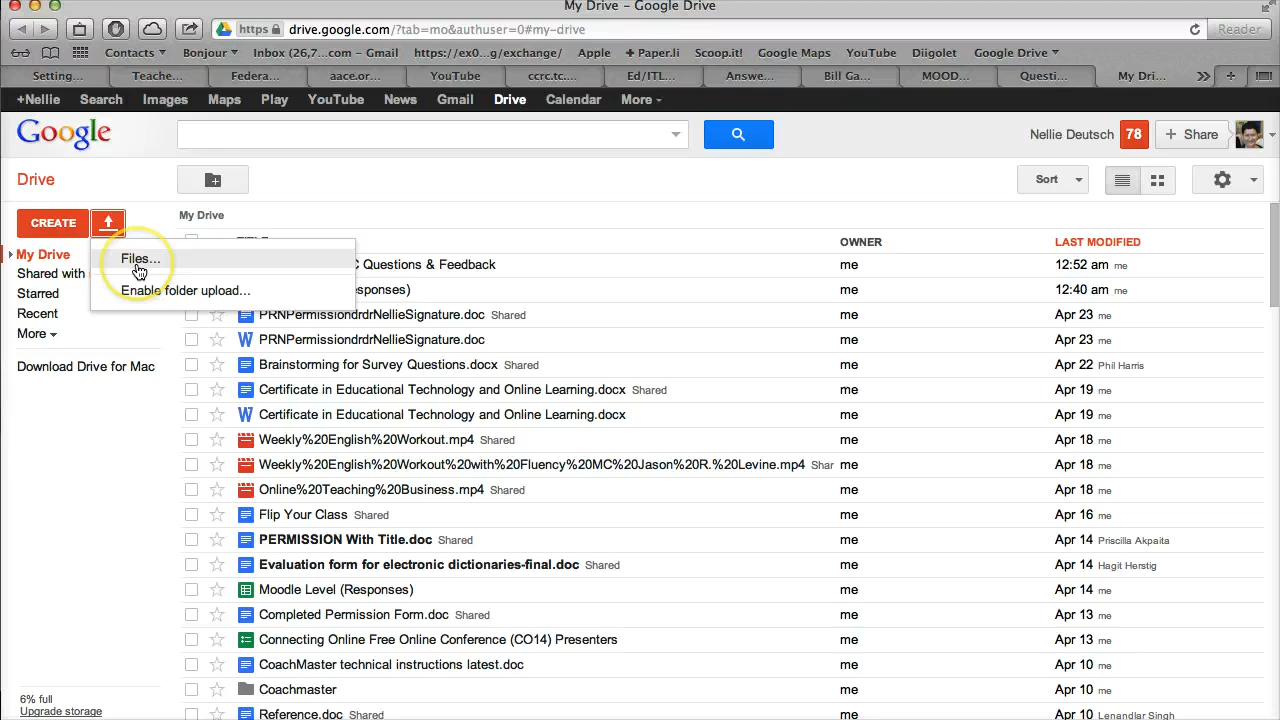 My Drive – Google Drive
https drive.google.com/?tab=mo&authuser=0#my-drive Reader
Contacts Bonjour Inbox (26,7...com – Gmail https://ex0...g/exchange/ Apple Paper.li Scoopit! Google Maps YouTube Diigolet Google Drive
Setting... Teache... Federa... aace.or... YouTube ccrc.tc... Ed/ITL... Answe... Bill Ga... MOOD... Questi... My Dri...
+Nellie Search Images Maps Play YouTube News Gmail Drive Calendar More
Google Nellie Deutsch 78 + Share
Drive Sort
CREATE My Drive
TITLE OWNER LAST MODIFIED
Files...
Enable folder upload...
My Drive
Shared with
Starred
Recent
More
Download Drive for Mac
C Questions & Feedback me 12:52 am me
sponses) me 12:40 am me
PRNPermissiondrdrNellieSignature.doc Shared me Apr 23 me
PRNPermissiondrdrNellieSignature.doc me Apr 23 me
Brainstorming for Survey Questions.docx Shared me Apr 22 Phil Harris
Certificate in Educational Technology and Online Learning.docx Shared me Apr 19 me
Certificate in Educational Technology and Online Learning.docx me Apr 19 me
Weekly%20English%20Workout.mp4 Shared me Apr 18 me
Weekly%20English%20Workout%20with%20Fluency%20MC%20Jason%20R.%20Levine.mp4 Shar me Apr 18 me
Online%20Teaching%20Business.mp4 Shared me Apr 18 me
Flip Your Class Shared me Apr 16 me
PERMISSION With Title.doc Shared me Apr 14 Priscilla Akpaita
Evaluation form for electronic dictionaries-final.doc Shared me Apr 14 Hagit Herstig
Moodle Level (Responses) me Apr 14 me
Completed Permission Form.doc Shared me Apr 13 me
Connecting Online Free Online Conference (CO14) Presenters me Apr 13 me
CoachMaster technical instructions latest.doc me Apr 10 me
Coachmaster me Apr 10 me
Reference.doc Shared me Apr 10 Lenandlar Singh
6% full
Upgrade storage